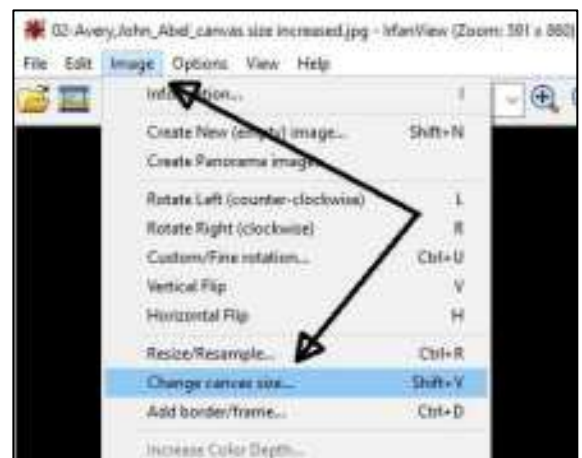 02-Avery,John_Abel_canvas size increased.jpg - IrfanView (Zoom: 591 x 860)
File Edit Image Options View Help
Information... I
Create New (empty) image... Shift+N
Create Panorama image...
Rotate Left (counter-clockwise) L
Rotate Right (clockwise) R
Custom/Fine rotation... Ctrl+U
Vertical Flip V
Horizontal Flip H
Resize/Resample... Ctrl+R
Change canvas size... Shift+V
Add border/frame... Ctrl+D
Increase Color Depth...